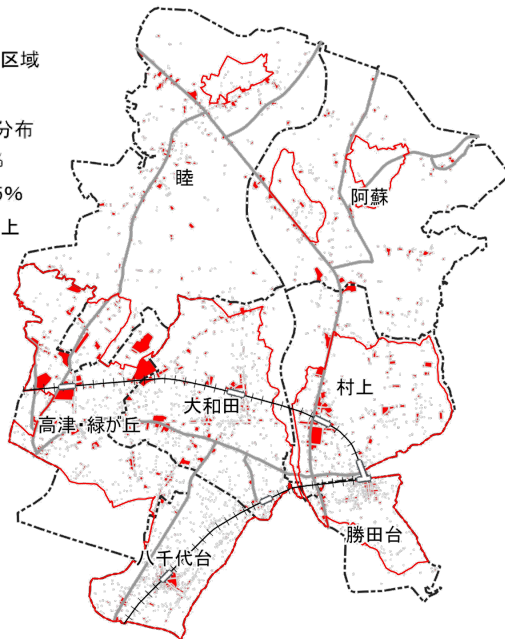 区域
分布
%
5%
上
睦
阿蘇
村上
大和田
高津・緑が丘
勝田台
八千代台